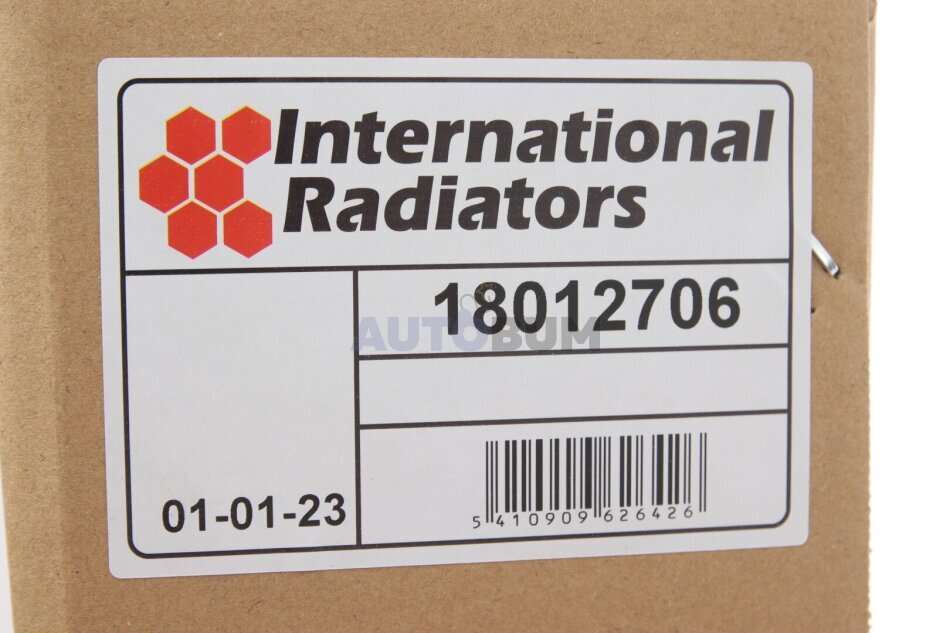 International
Radiators
18012706
AUTOBUM
01-01-23
5 410909 626426